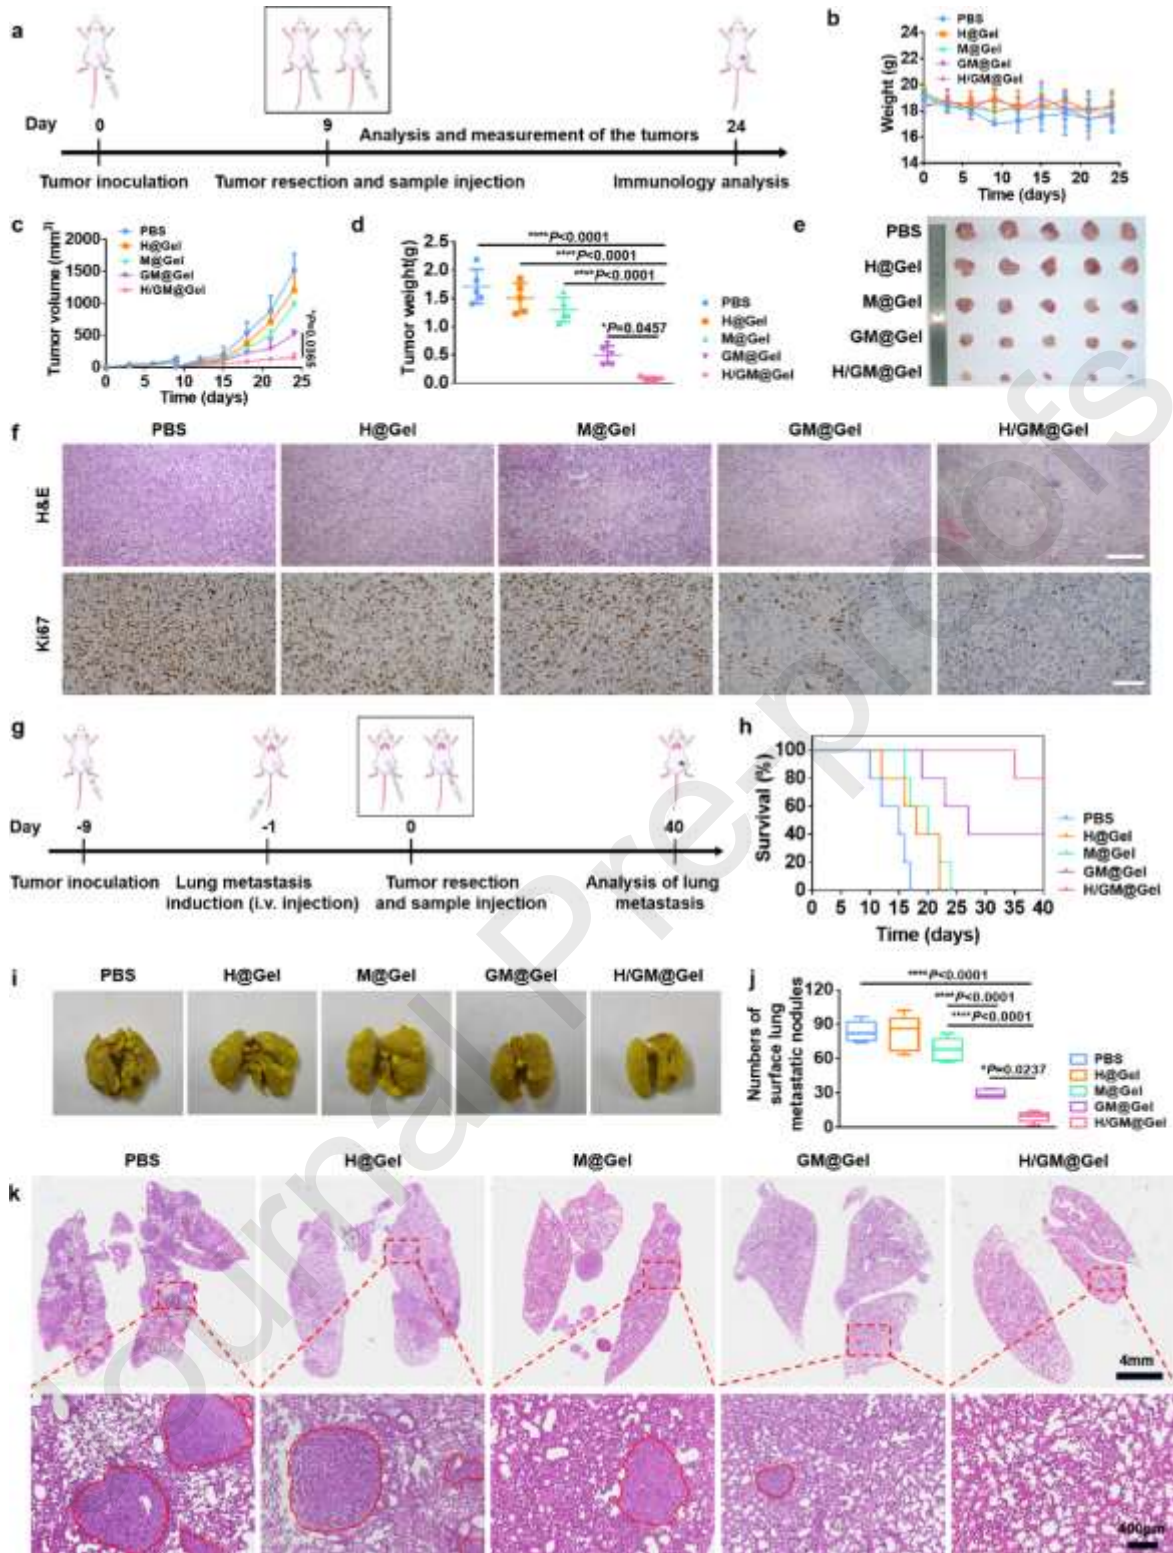 a
Day
0
9
24
Analysis and measurement of the tumors
Tumor inoculation
Tumor resection and sample injection
Immunology analysis
b
Weight (g)
24
22
20
18
16
14
0
5
10
15
20
25
Time (days)
PBS
H@Gel
M@Gel
GM@Gel
H/GM@Gel
c
Tumor volume (mm³)
2000
1500
1000
500
0
0
5
10
15
20
25
Time (days)
PBS
H@Gel
M@Gel
GM@Gel
H/GM@Gel
*P=0.0365
d
Tumor weight(g)
2.5
2.0
1.5
1.0
0.5
0.0
****P<0.0001
****P<0.0001
****P<0.0001
*P=0.0457
PBS
H@Gel
M@Gel
GM@Gel
H/GM@Gel
e
PBS
H@Gel
M@Gel
GM@Gel
H/GM@Gel
f
PBS
H@Gel
M@Gel
GM@Gel
H/GM@Gel
H&E
Ki67
g
Day
-9
-1
0
40
Tumor inoculation
Lung metastasis
induction (i.v. injection)
Tumor resection
and sample injection
Analysis of lung
metastasis
h
Survival (%)
100
80
60
40
20
0
0
5
10
15
20
25
30
35
40
Time (days)
PBS
H@Gel
M@Gel
GM@Gel
H/GM@Gel
i
PBS
H@Gel
M@Gel
GM@Gel
H/GM@Gel
j
Numbers of
surface lung
metastatic nodules
120
90
60
30
0
****P<0.0001
****P<0.0001
****P<0.0001
*P=0.0237
PBS
H@Gel
M@Gel
GM@Gel
H/GM@Gel
k
PBS
H@Gel
M@Gel
GM@Gel
H/GM@Gel
4mm
400μm
Journal Pre-proofs